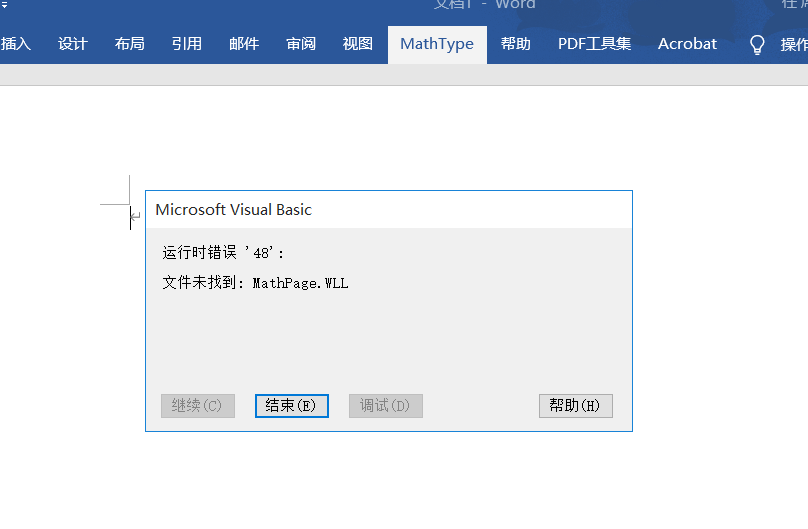 文档1 - Word
插入 设计 布局 引用 邮件 审阅 视图 MathType 帮助 PDF工具集 Acrobat 操作
Microsoft Visual Basic
运行时错误 '48':
文件未找到: MathPage.WLL
继续(C) 结束(E) 调试(D) 帮助(H)